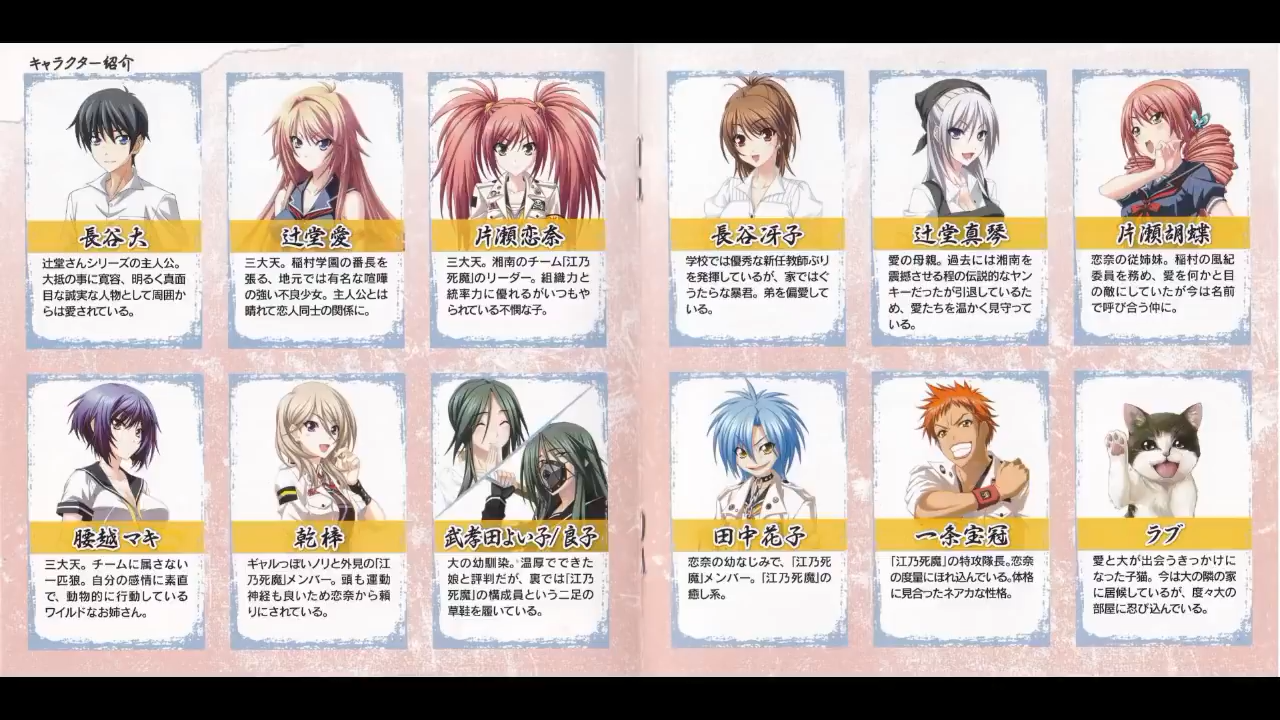 キャラクター紹介
長谷大
辻堂さんシリーズの主人公。
大抵の事に寛容、明るく真面
目な誠実な人物として周囲か
らは愛されている。
辻堂愛
三大天。稲村学園の番長を
張る、地元では有名な喧嘩
の強い不良少女。主人公とは
晴れて恋人同士の関係に。
片瀬恋奈
三大天。湘南のチーム｢江乃
死魔｣のリーダー。組織力と
統率力に優れるがいつもや
られている不憫な子。
長谷冴子
学校では優秀な新任教師ぶり
を発揮しているが、家ではぐ
うたらな暴君。弟を偏愛して
いる。
辻堂真琴
愛の母親。過去には湘南を
震撼させる程の伝説的なヤン
キーだったが引退しているた
め、愛たちを温かく見守って
いる。
片瀬胡蝶
恋奈の従姉妹。稲村の風紀
委員を務め、愛を何かと目
の敵にしていたが今は名前
で呼び合う仲に。
腰越マキ
三大天。チームに属さない
一匹狼。自分の感情に素直
で、動物的に行動している
ワイルドなお姉さん。
乾梓
ギャルっぽいノリと外見の｢江
乃死魔｣メンバー。頭も運動
神経も良いため恋奈から頼
りにされている。
武孝田よい子/良子
大の幼馴染。温厚でできた
娘と評判だが、裏では｢江乃
死魔｣の構成員という二足の
草鞋を履いている。
田中花子
恋奈の幼なじみで、｢江乃死
魔｣メンバー。｢江乃死魔｣の
癒し系。
一条宝冠
｢江乃死魔｣の特攻隊長。恋奈
の度量にほれ込んでいる。体格
に見合ったネアカな性格。
ラブ
愛と大が出会うきっかけに
なった子猫。今は大の隣の家
に居候しているが、度々大の
部屋に忍び込んでいる。